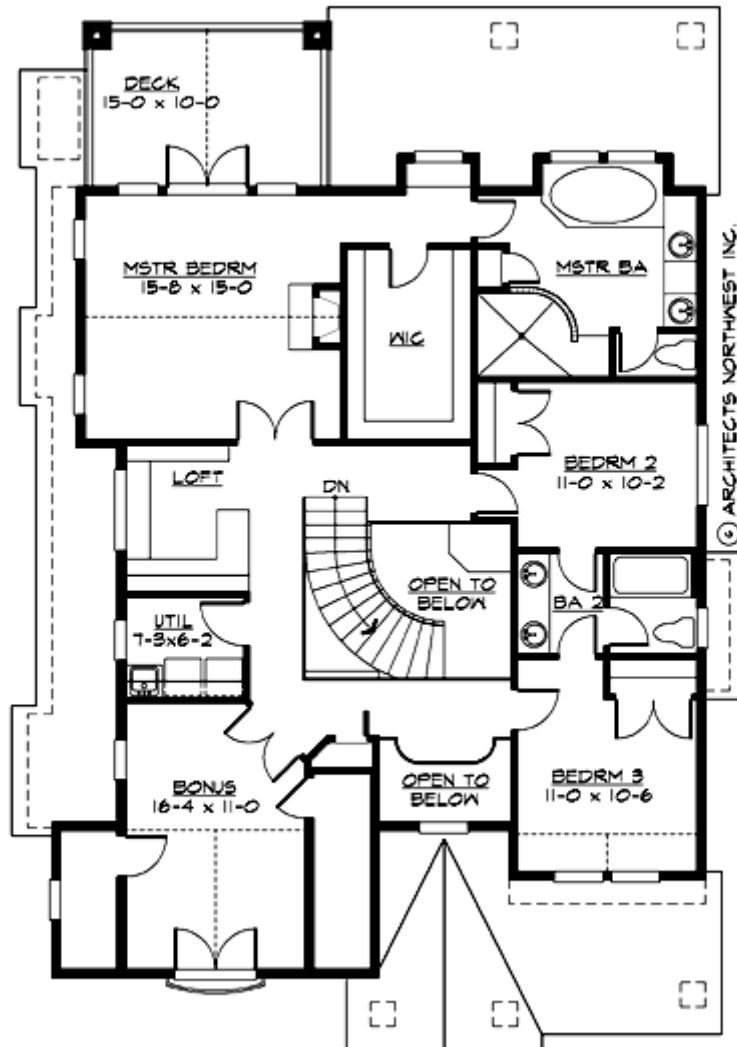 DECK
15-0 x 10-0
MSTR BEDRM
15-8 x 15-0
WIC
MSTR BA
LOFT
DN
BEDRM 2
11-0 x 10-2
OPEN TO
BELOW
BA 2
UTIL
7-3x6-2
BONUS
16-4 x 11-0
OPEN TO
BELOW
BEDRM 3
11-0 x 10-6
© ARCHITECTS NORTHWEST INC.